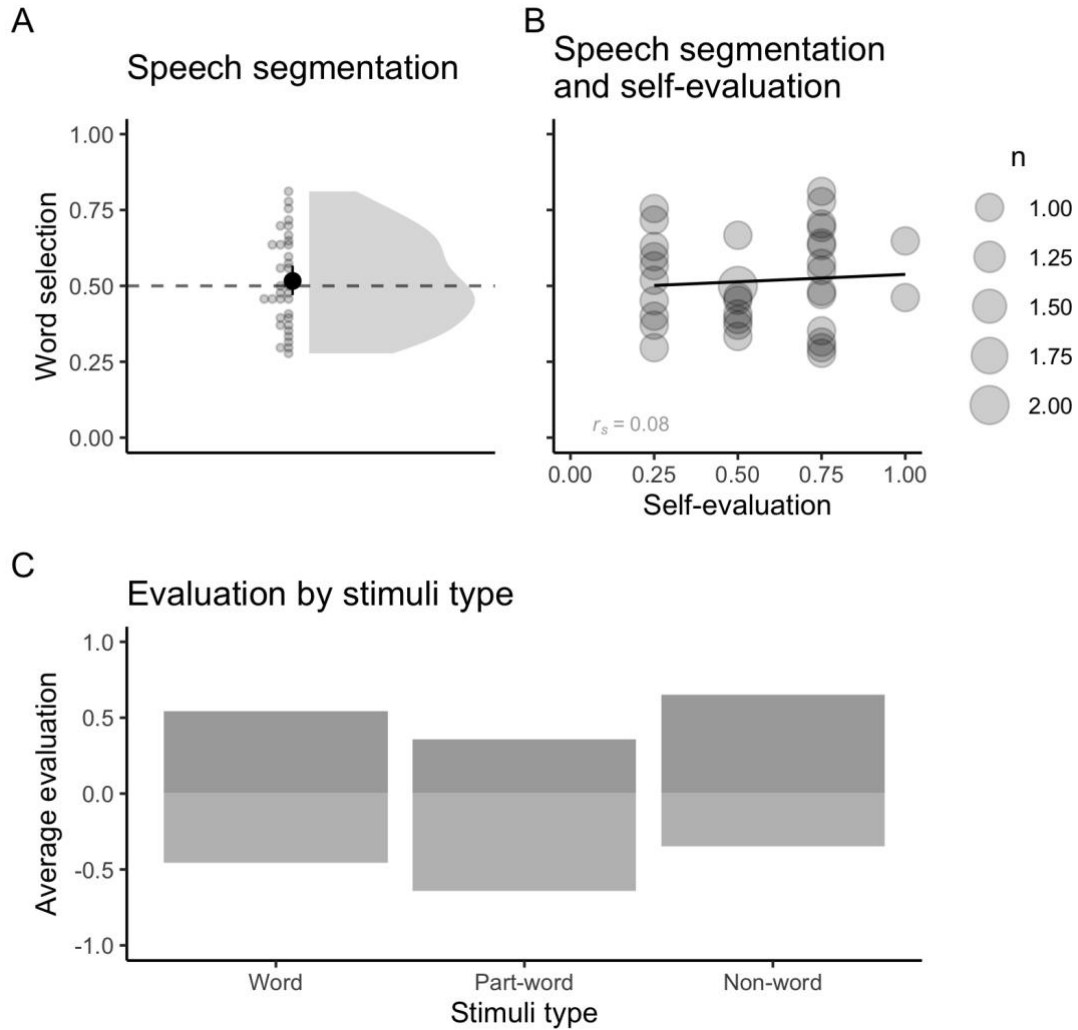 A
Speech segmentation
Word selection
1.00
0.75
0.50
0.25
0.00
B
Speech segmentation
and self-evaluation
r_s = 0.08
0.00 0.25 0.50 0.75 1.00
Self-evaluation
n
1.00
1.25
1.50
1.75
2.00
C
Evaluation by stimuli type
Average evaluation
1.0
0.5
0.0
-0.5
-1.0
Word Part-word Non-word
Stimuli type